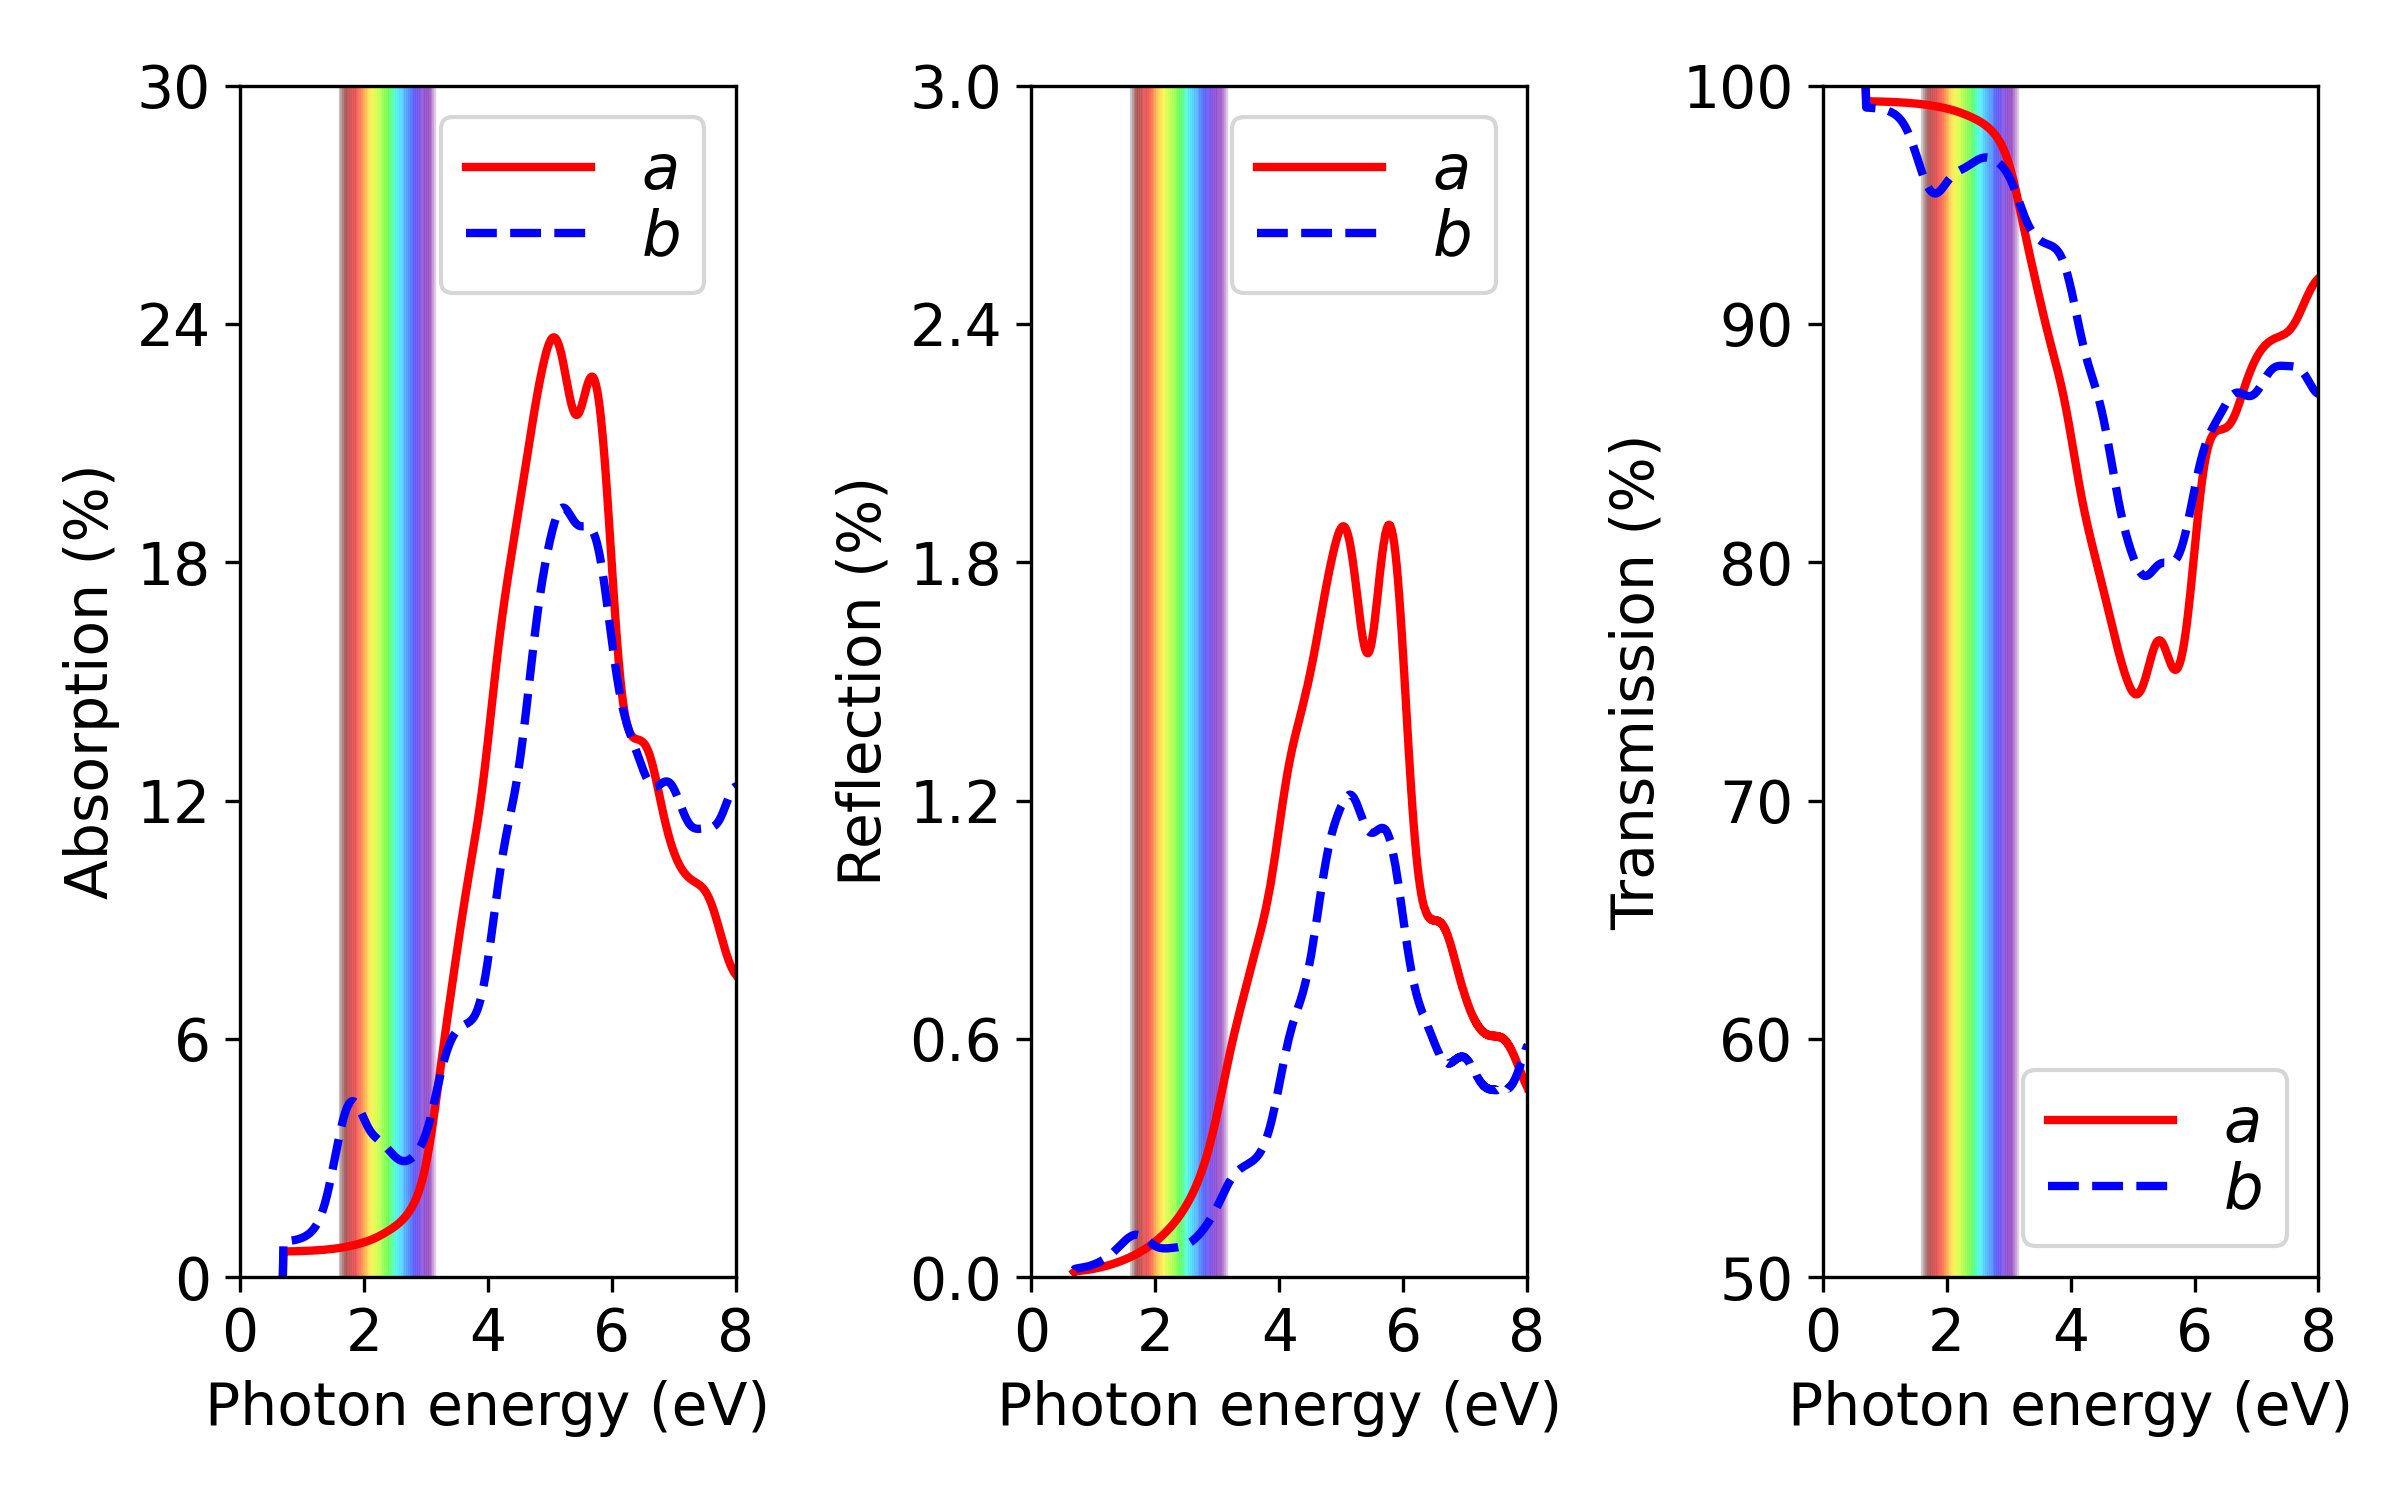 30
24
18
12
6
0
0 2 4 6 8
Absorption (%)
Photon energy (eV)
a
b
3.0
2.4
1.8
1.2
0.6
0.0
0 2 4 6 8
Reflection (%)
Photon energy (eV)
a
b
100
90
80
70
60
50
0 2 4 6 8
Transmission (%)
Photon energy (eV)
a
b